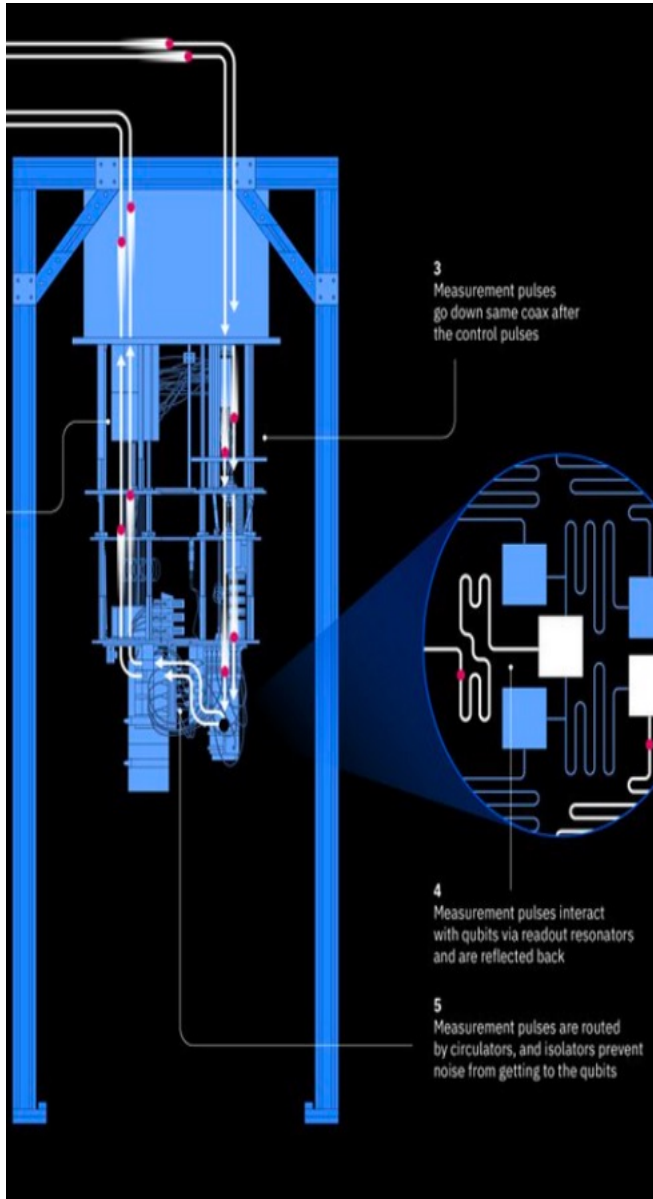 3
Measurement pulses
go down same coax after
the control pulses
4
Measurement pulses interact
with qubits via readout resonators
and are reflected back
5
Measurement pulses are routed
by circulators, and isolators prevent
noise from getting to the qubits